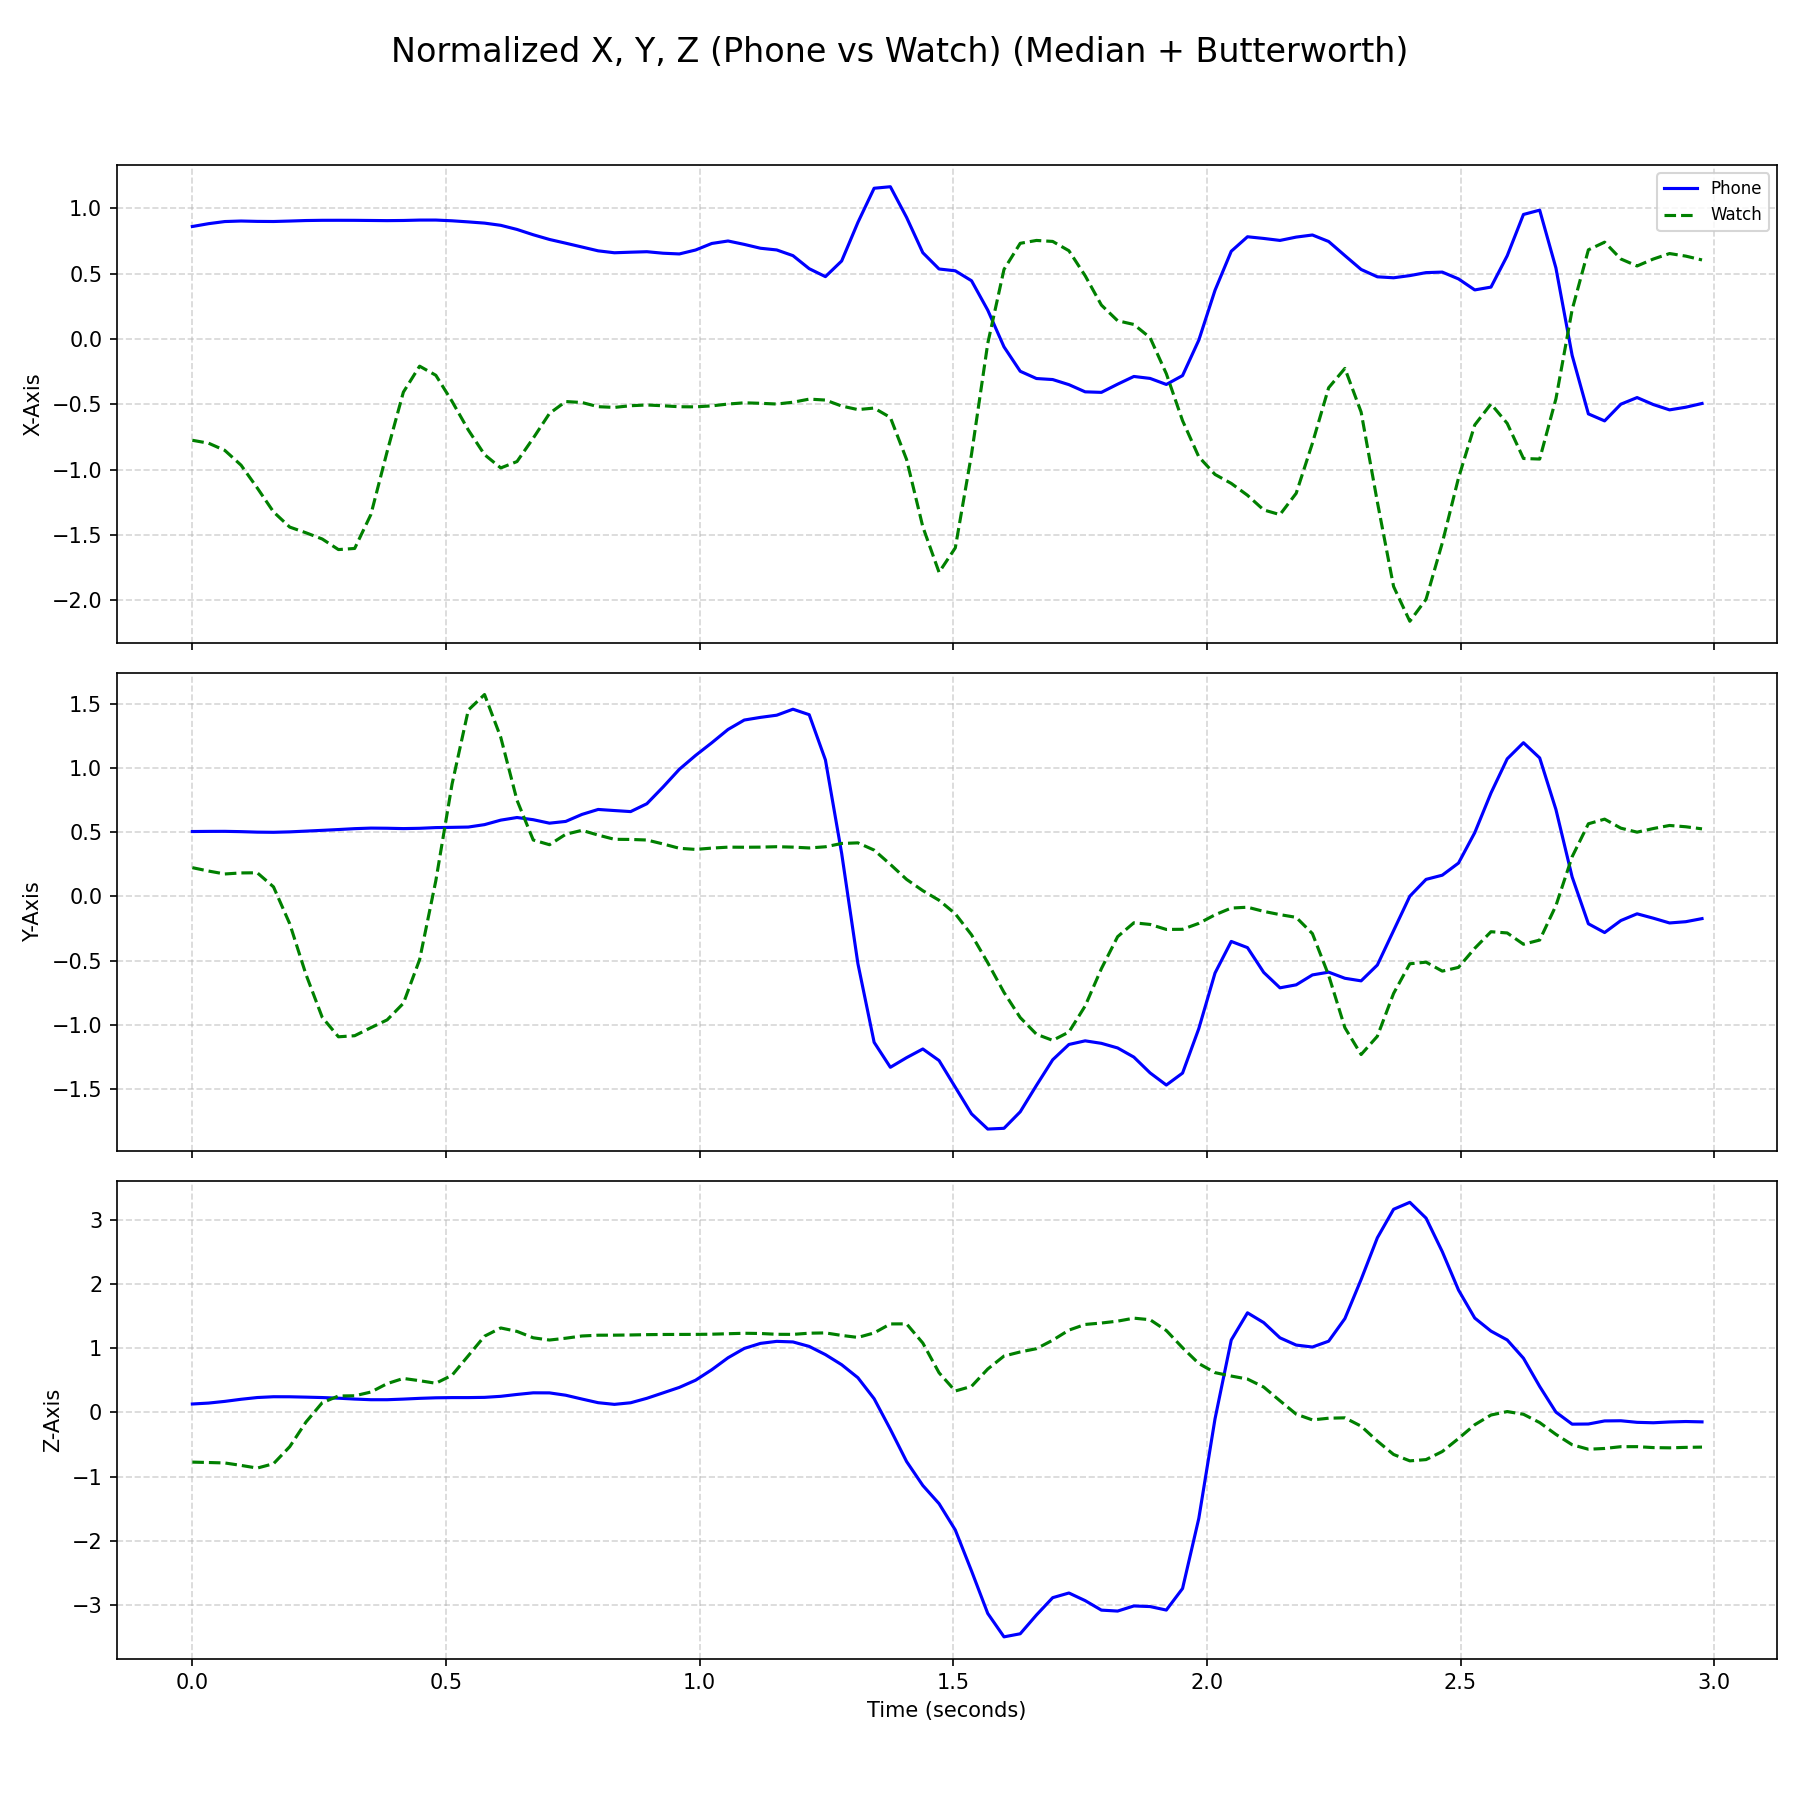 Normalized X, Y, Z (Phone vs Watch) (Median + Butterworth)
Phone
Watch
1.0
0.5
0.0
−0.5
−1.0
−1.5
−2.0
X-Axis
1.5
1.0
0.5
0.0
−0.5
−1.0
−1.5
Y-Axis
3
2
1
0
−1
−2
−3
Z-Axis
0.0 0.5 1.0 1.5 2.0 2.5 3.0
Time (seconds)